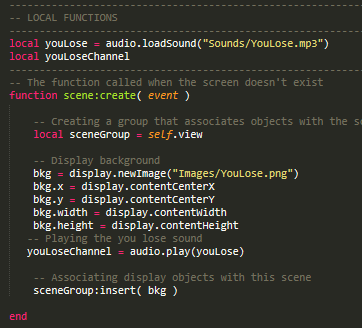 -----------------------------------------------------------
-- LOCAL FUNCTIONS
-----------------------------------------------------------
local youLose = audio.loadSound("Sounds/YouLose.mp3")
local youLoseChannel
-----------------------------------------------------------
-- The function called when the screen doesn't exist
function scene:create( event )
-- Creating a group that associates objects with the
local sceneGroup = self.view
-- Display background
bkg = display.newImage("Images/YouLose.png")
bkg.x = display.contentCenterX
bkg.y = display.contentCenterY
bkg.width = display.contentWidth
bkg.height = display.contentHeight
-- Playing the you lose sound
youLoseChannel = audio.play(youLose)
-- Associating display objects with this scene
sceneGroup:insert( bkg )
end